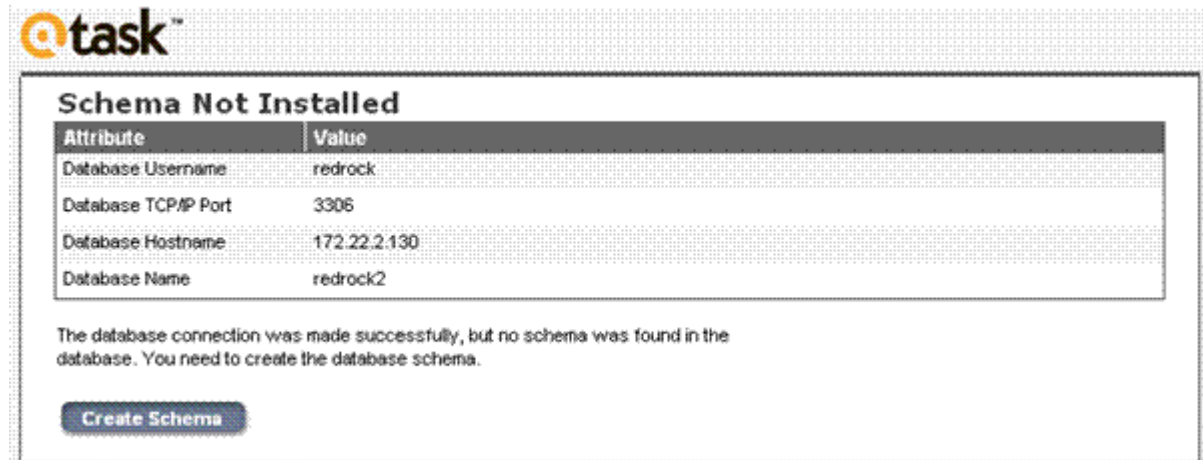 @task™
Schema Not Installed
Attribute Value
Database Username redrock
Database TCP/IP Port 3306
Database Hostname 172.22.2.130
Database Name redrock2
The database connection was made successfully, but no schema was found in the
database. You need to create the database schema.
Create Schema